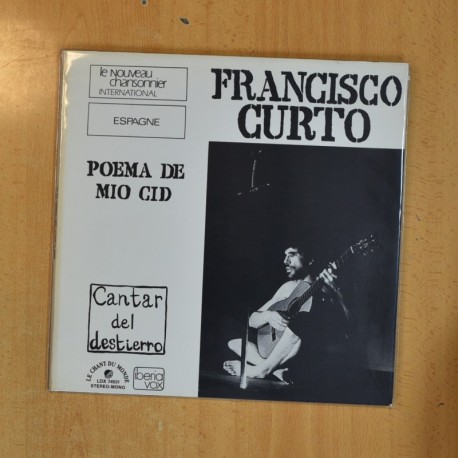 le NOUVEAU
chansonnier
INTERNATIONAL
ESPAGNE
FRANCISCO
CURTO
POEMA DE
MIO CID
Cantar
del
destierro
LE CHANT DU MONDE
STEREO-MONO
iberia
vox